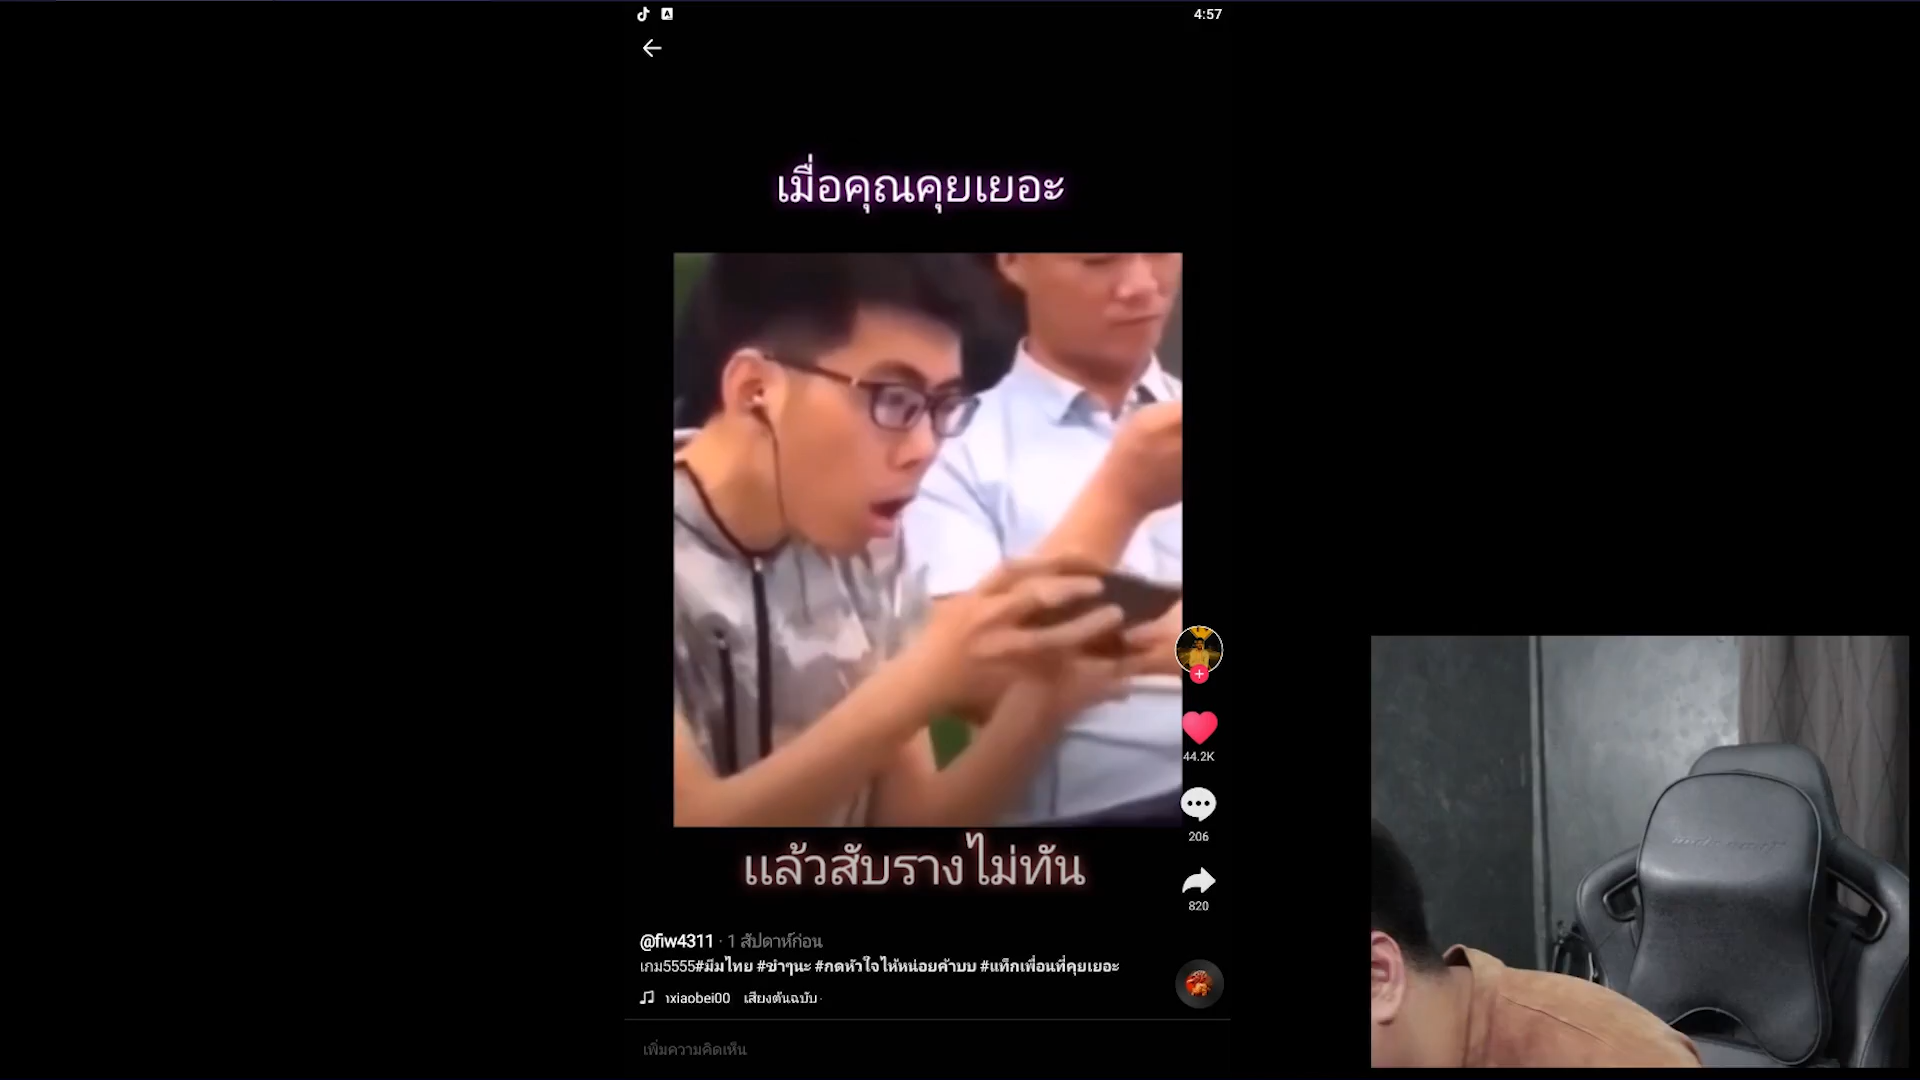 4:57
เมื่อคุณคุยเยอะ
แล้วสับรางไม่ทัน
44.2K
206
820
@fiw4311 · 1 สัปดาห์ก่อน
เกม5555#มีมไทย #ขำๆนะ #กดหัวใจให้หน่อยค้าบบ #แท็กเพื่อนที่คุยเยอะ
xiaobei00 เสียงต้นฉบับ
เพิ่มความคิดเห็น